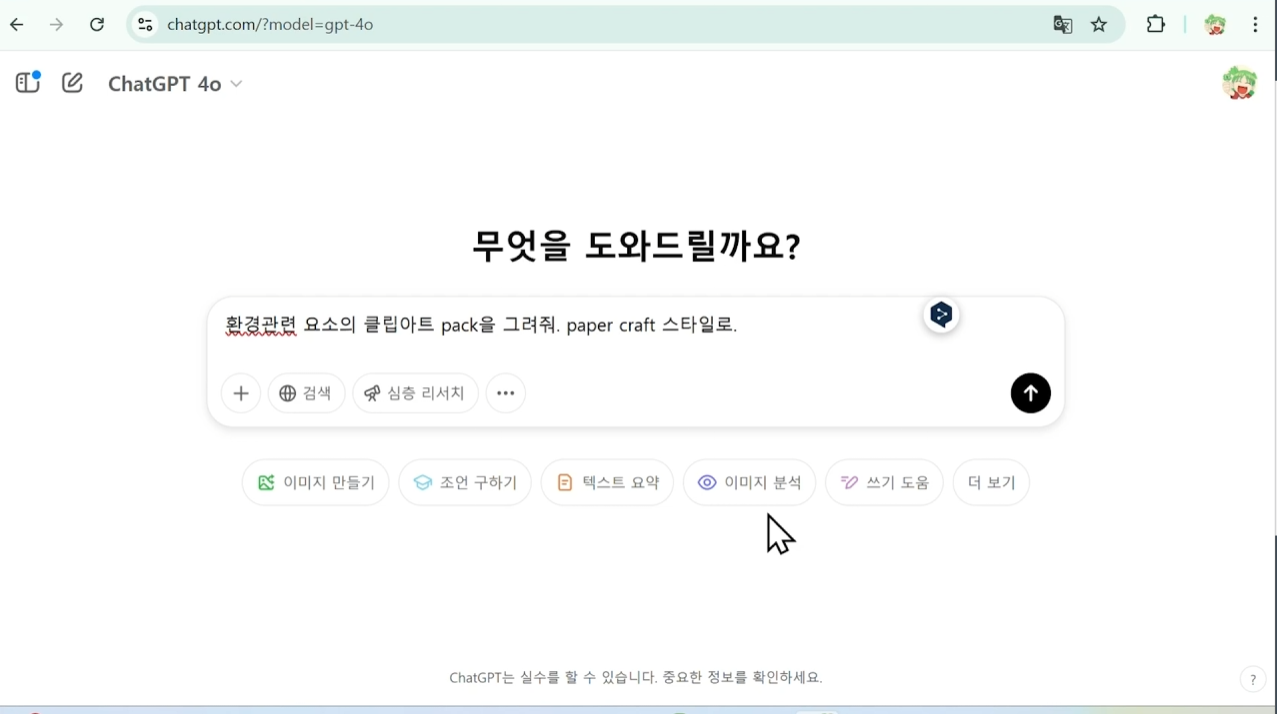 chatgpt.com/?model=gpt-4o
ChatGPT 4o
무엇을 도와드릴까요?
환경관련 요소의 클립아트 pack을 그려줘. paper craft 스타일로.
검색 심층 리서치
이미지 만들기 조언 구하기 텍스트 요약 이미지 분석 쓰기 도움 더 보기
ChatGPT는 실수를 할 수 있습니다. 중요한 정보를 확인하세요.
?